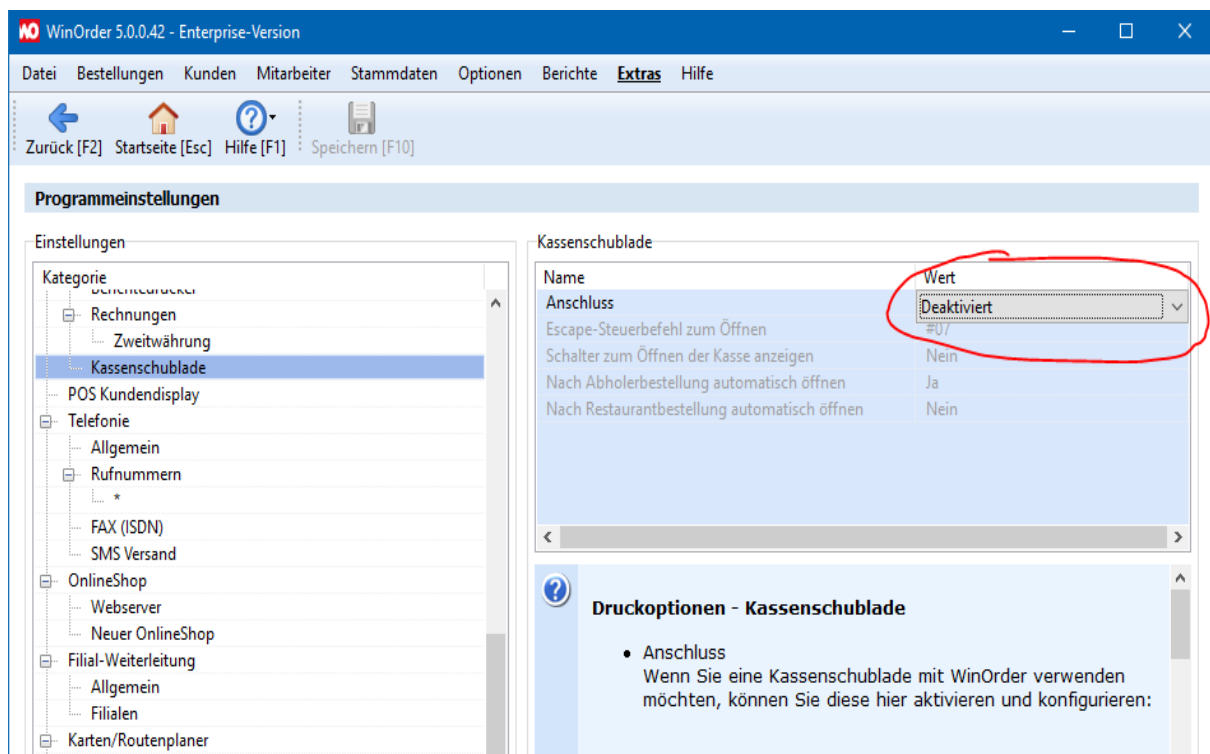 WinOrder 5.0.0.42 - Enterprise-Version
Datei Bestellungen Kunden Mitarbeiter Stammdaten Optionen Berichte Extras Hilfe
Zurück [F2] Startseite [Esc] Hilfe [F1] Speichern [F10]
Programmeinstellungen
Einstellungen
Kategorie
Rechnungen
Zweitwährung
Kassenschublade
POS Kundendisplay
Telefonie
Allgemein
Rufnummern
*
FAX (ISDN)
SMS Versand
OnlineShop
Webserver
Neuer OnlineShop
Filial-Weiterleitung
Allgemein
Filialen
Karten/Routenplaner
Kassenschublade
Name Wert
Anschluss Deaktiviert
Escape-Steuerbefehl zum Öffnen #07
Schalter zum Öffnen der Kasse anzeigen Nein
Nach Abholerbestellung automatisch öffnen Ja
Nach Restaurantbestellung automatisch öffnen Nein
Druckoptionen - Kassenschublade
• Anschluss
Wenn Sie eine Kassenschublade mit WinOrder verwenden
möchten, können Sie diese hier aktivieren und konfigurieren: